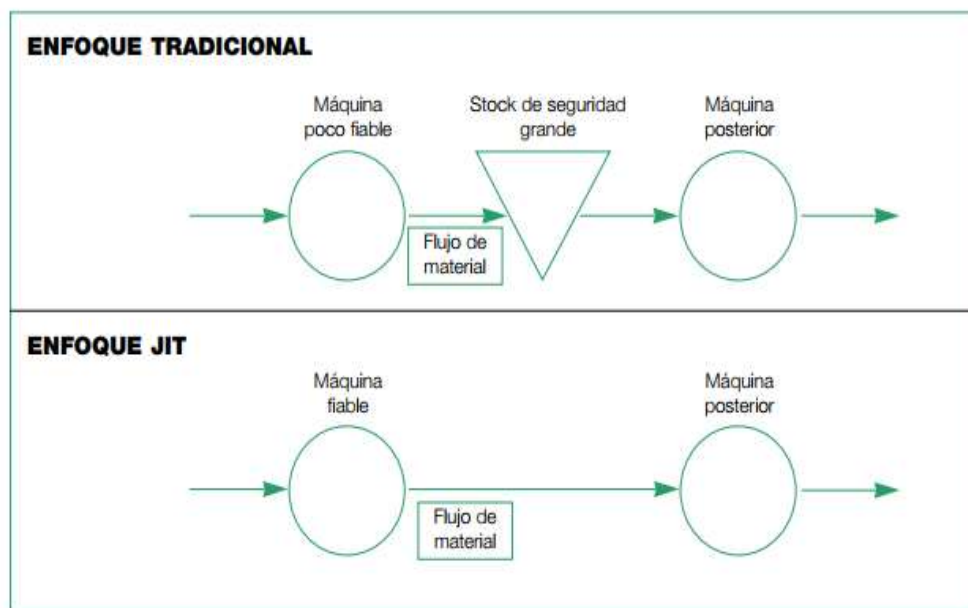 ENFOQUE TRADICIONAL
Máquina
poco fiable
Stock de seguridad
grande
Máquina
posterior
Flujo de
material
ENFOQUE JIT
Máquina
fiable
Máquina
posterior
Flujo de
material